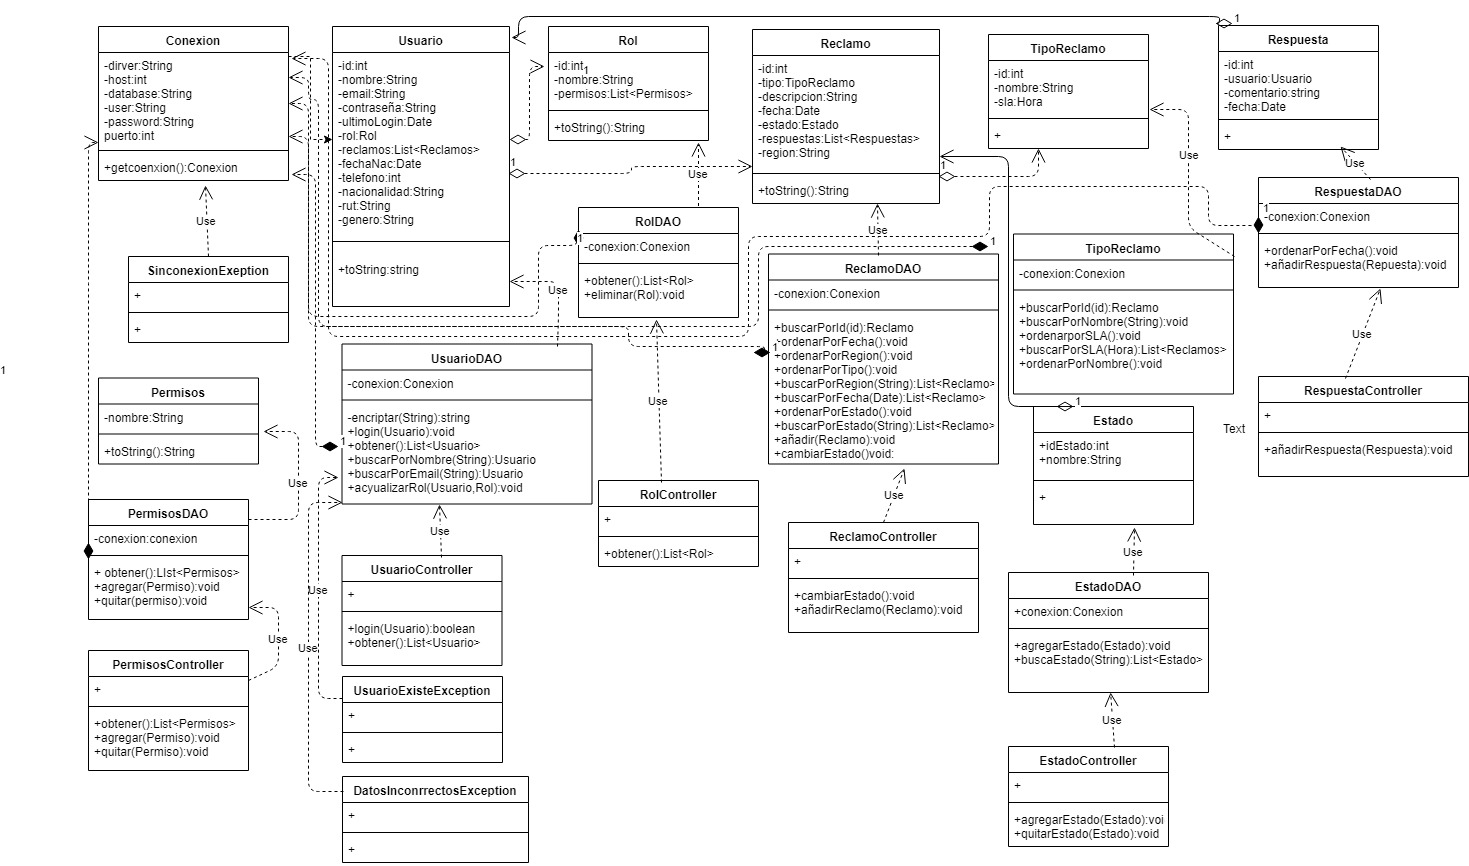 Conexion
-dirver:String
-host:int
-database:String
-user:String
-password:String
puerto:int
+getcoenxion():Conexion
Use
SinconexionExeption
+
+
1
Permisos
-nombre:String
+toString():String
Use
PermisosDAO
-conexion:conexion
+ obtener():LIst<Permisos>
+agregar(Permiso):void
+quitar(permiso):void
Use
PermisosController
+
+obtener():List<Permisos>
+agregar(Permiso):void
+quitar(Permiso):void
Usuario
-id:int
-nombre:String
-email:String
-contraseña:String
-ultimoLogin:Date
-rol:Rol
-reclamos:List<Reclamos>
-fechaNac:Date
-telefono:int
-nacionalidad:String
-rut:String
-genero:String
+toString:string
1
Use
UsuarioDAO
-conexion:Conexion
-encriptar(String):string
+login(Usuario):void
+obtener():List<Usuario>
+buscarPorNombre(String):Usuario
+buscarPorEmail(String):Usuario
+acyualizarRol(Usuario,Rol):void
1
Use
UsuarioController
+
+login(Usuario):boolean
+obtener():List<Usuario>
Use
UsuarioExisteException
+
+
Use
DatosInconrrectosException
+
+
Rol
-id:int
1
-nombre:String
-permisos:List<Permisos>
+toString():String
Use
RolDAO
1
-conexion:Conexion
+obtener():List<Rol>
+eliminar(Rol):void
Use
RolController
+
+obtener():List<Rol>
Reclamo
-id:int
-tipo:TipoReclamo
-descripcion:String
-fecha:Date
-estado:Estado
-respuestas:List<Respuestas>
-region:String
+toString():String
1
Use
1
ReclamoDAO
-conexion:Conexion
+buscarPorId(id):Reclamo
+ordenarPorFecha():void
1
+ordenarPorRegion():void
+ordenarPorTipo():void
+buscarPorRegion(String):List<Reclamo>
+buscarPorFecha(Date):List<Reclamo>
+ordenarPorEstado():void
+buscarPorEstado(String):List<Reclamo>
+añadir(Reclamo):void
+cambiarEstado()void:
Use
ReclamoController
+
+cambiarEstado():void
+añadirReclamo(Reclamo):void
TipoReclamo
-id:int
-nombre:String
-sla:Hora
+
Use
TipoReclamo
-conexion:Conexion
+buscarPorId(id):Reclamo
+buscarPorNombre(String):void
+ordenarporSLA():void
+buscarPorSLA(Hora):List<Reclamos>
+ordenarPorNombre():void
1
Estado
+idEstado:int
+nombre:String
+
Use
EstadoDAO
+conexion:Conexion
+agregarEstado(Estado):void
+buscaEstado(String):List<Estado>
Use
EstadoController
+
+agregarEstado(Estado):voi
+quitarEstado(Estado):void
1
Respuesta
-id:int
-usuario:Usuario
-comentario:string
-fecha:Date
+
Use
RespuestaDAO
1
-conexion:Conexion
+ordenarPorFecha():void
+añadirRespuesta(Repuesta):void
Use
RespuestaController
+
+añadirRespuesta(Respuesta):void
Text